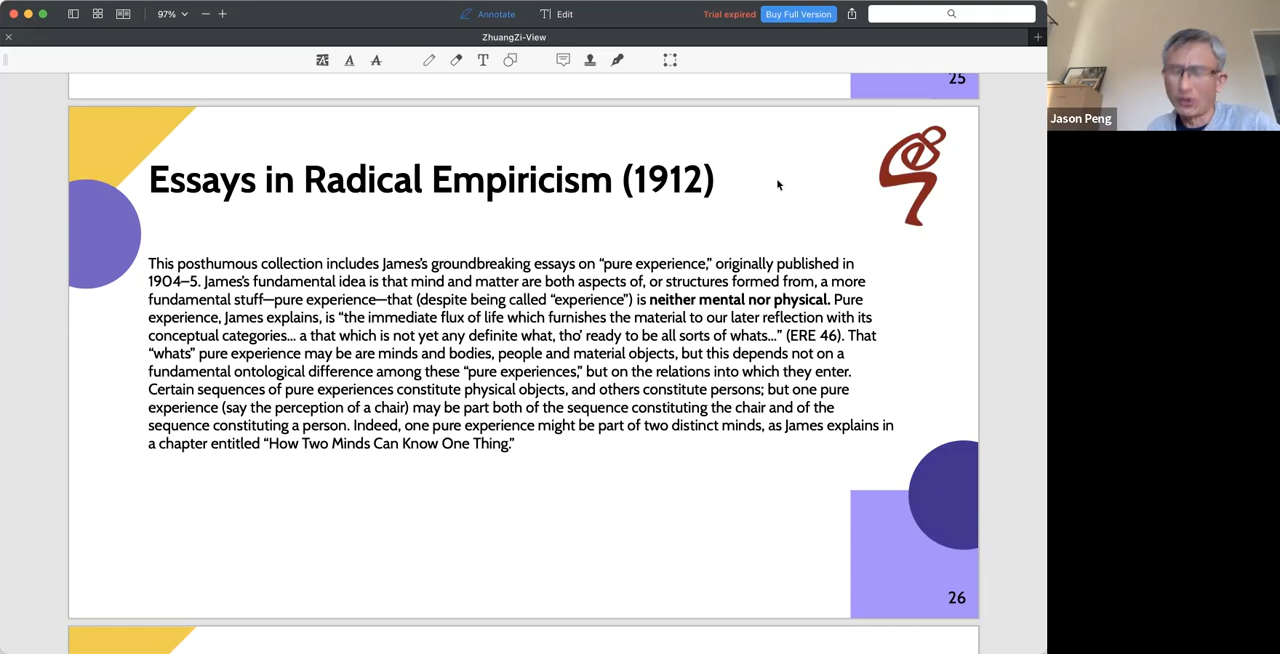 97%
Annotate
Edit
Trial expired
Buy Full Version
ZhuangZi-View
25
Essays in Radical Empiricism (1912)
This posthumous collection includes James’s groundbreaking essays on “pure experience,” originally published in
1904–5. James’s fundamental idea is that mind and matter are both aspects of, or structures formed from, a more
fundamental stuff—pure experience—that (despite being called “experience”) is neither mental nor physical. Pure
experience, James explains, is “the immediate flux of life which furnishes the material to our later reflection with its
conceptual categories… a that which is not yet any definite what, tho’ ready to be all sorts of whats…” (ERE 46). That
“whats” pure experience may be are minds and bodies, people and material objects, but this depends not on a
fundamental ontological difference among these “pure experiences,” but on the relations into which they enter.
Certain sequences of pure experiences constitute physical objects, and others constitute persons; but one pure
experience (say the perception of a chair) may be part both of the sequence constituting the chair and of the
sequence constituting a person. Indeed, one pure experience might be part of two distinct minds, as James explains in
a chapter entitled “How Two Minds Can Know One Thing.”
26
Jason Peng